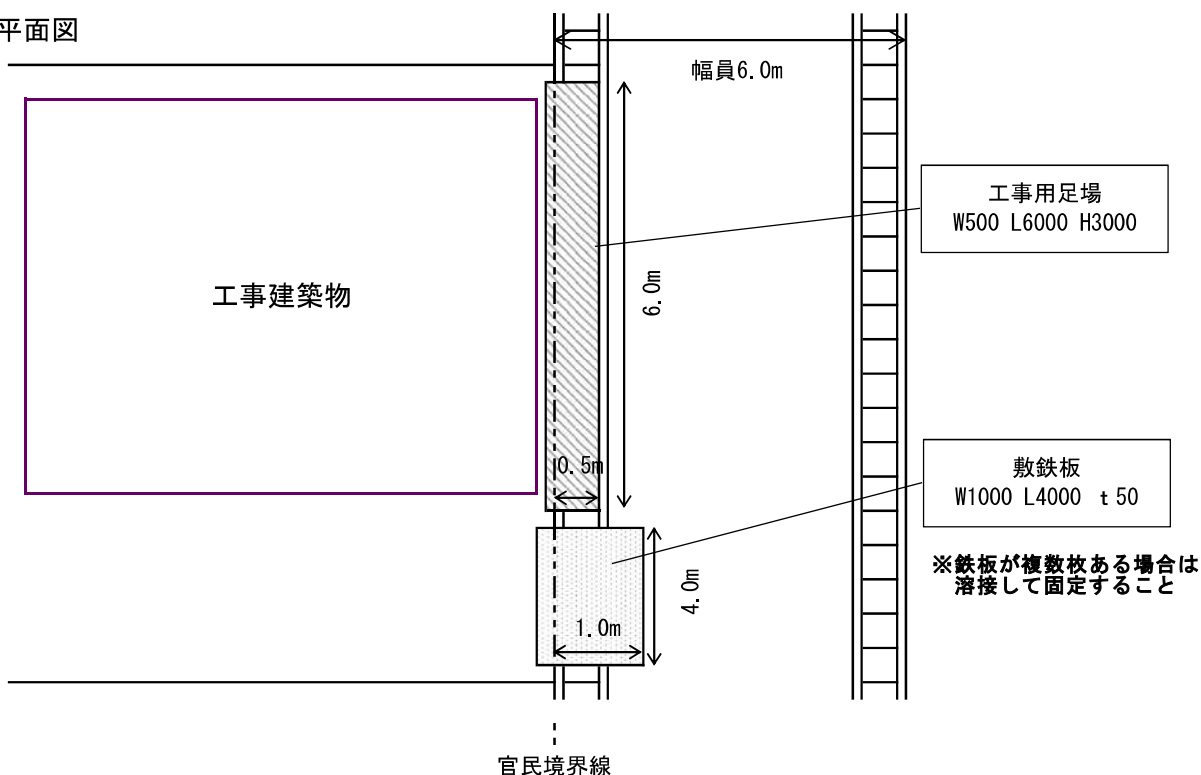 平面図
幅員6.0m
工事用足場
W500 L6000 H3000
6.0m
工事建築物
0.5m
敷鉄板
W1000 L4000 t50
※鉄板が複数枚ある場合は
溶接して固定すること
4.0m
1.0m
官民境界線